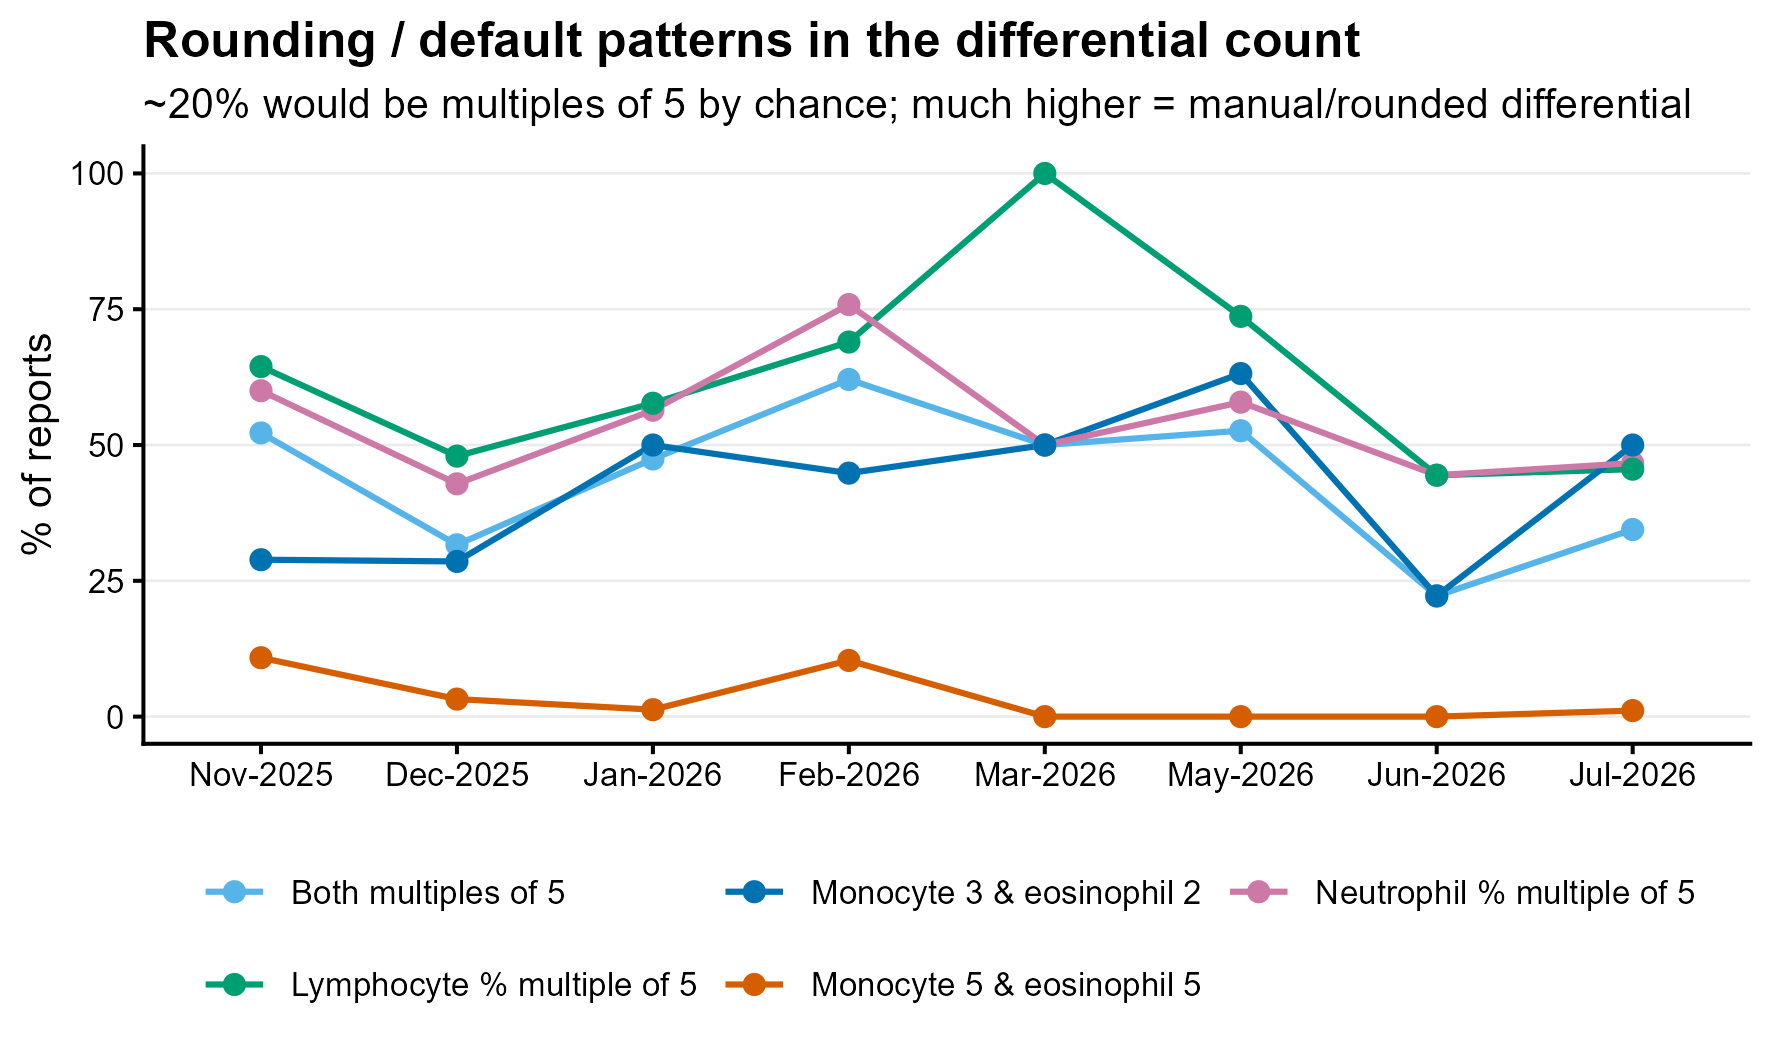 Rounding / default patterns in the differential count
~20% would be multiples of 5 by chance; much higher = manual/rounded differential
% of reports
100
75
50
25
0
Nov-2025 Dec-2025 Jan-2026 Feb-2026 Mar-2026 May-2026 Jun-2026 Jul-2026
Both multiples of 5 Monocyte 3 & eosinophil 2 Neutrophil % multiple of 5
Lymphocyte % multiple of 5 Monocyte 5 & eosinophil 5